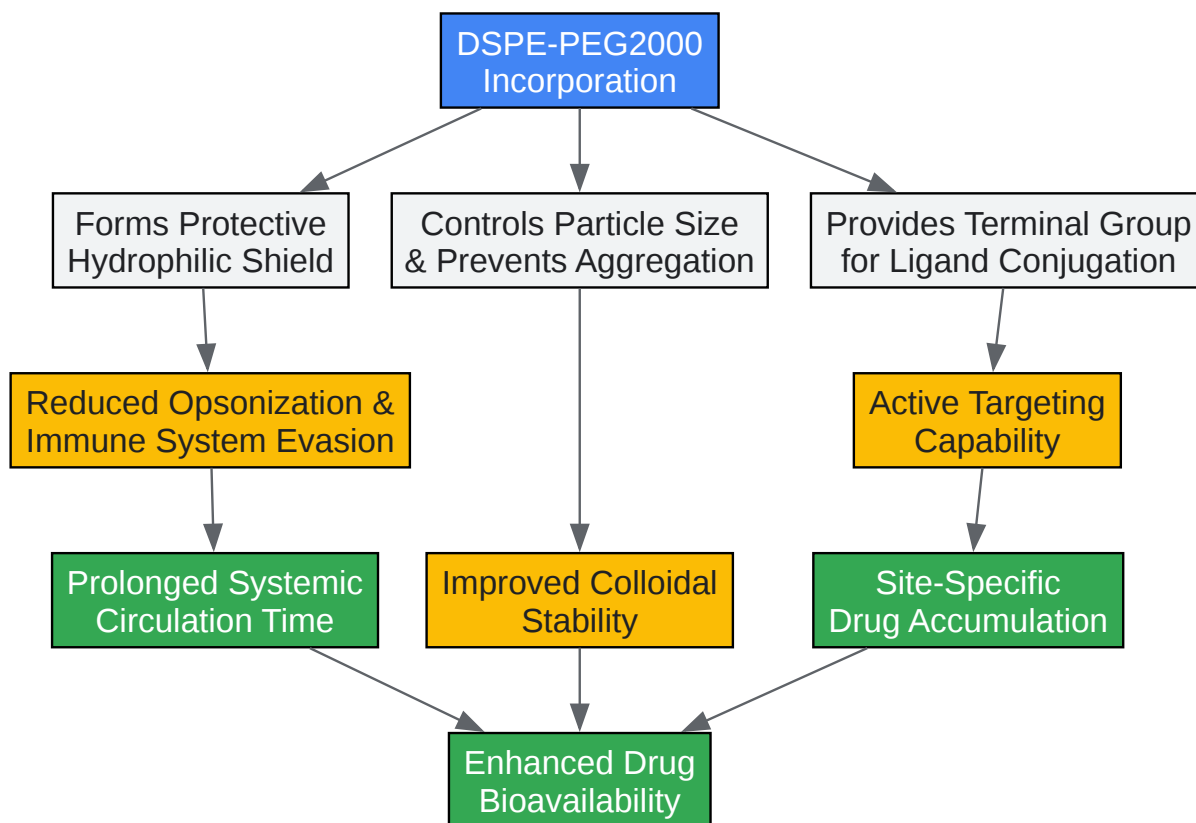 DSPE-PEG2000
Incorporation
Forms Protective
Hydrophilic Shield
Controls Particle Size
& Prevents Aggregation
Provides Terminal Group
for Ligand Conjugation
Reduced Opsonization &
Immune System Evasion
Active Targeting
Capability
Prolonged Systemic
Circulation Time
Improved Colloidal
Stability
Site-Specific
Drug Accumulation
Enhanced Drug
Bioavailability